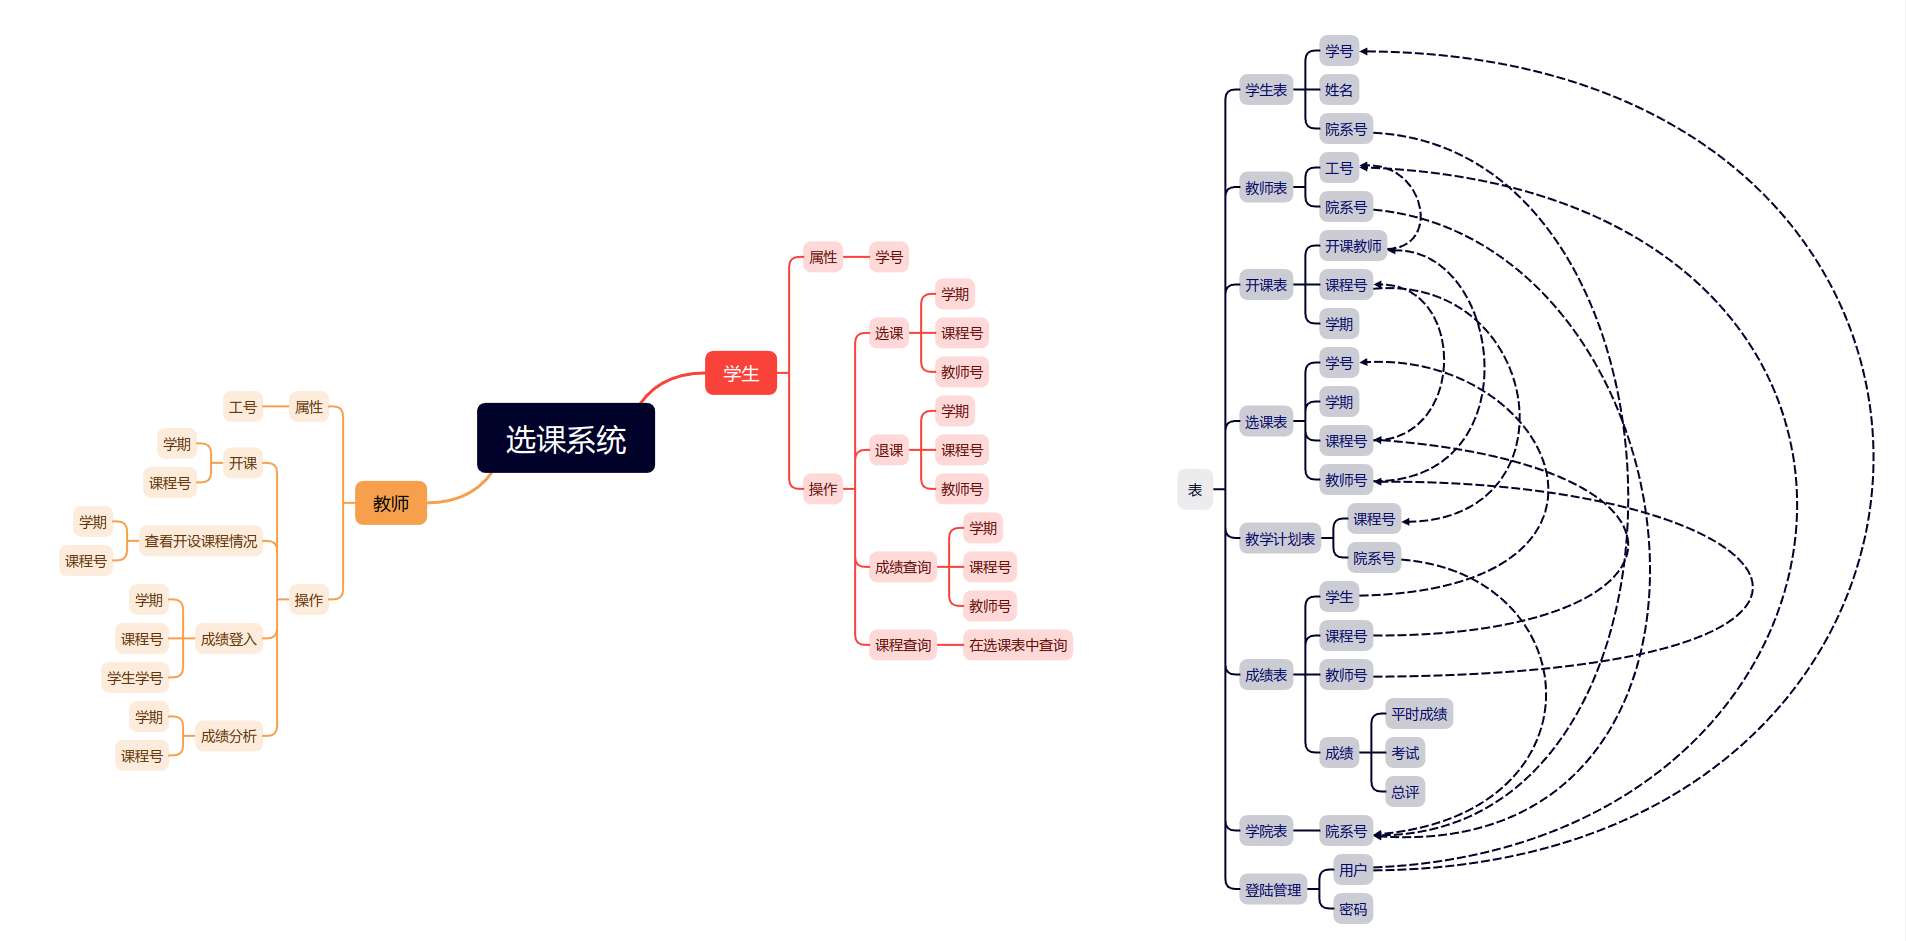 选课系统
教师
属性
工号
操作
开课
学期
课程号
查看开设课程情况
学期
课程号
成绩登入
学期
课程号
学生学号
成绩分析
学期
课程号
学生
属性
学号
操作
选课
学期
课程号
教师号
退课
学期
课程号
教师号
成绩查询
学期
课程号
教师号
课程查询
在选课表中查询
表
学生表
学号
姓名
院系号
教师表
工号
院系号
开课表
开课教师
课程号
学期
选课表
学号
学期
课程号
教师号
教学计划表
课程号
院系号
成绩表
学生
课程号
教师号
成绩
平时成绩
考试
总评
学院表
院系号
登陆管理
用户
密码